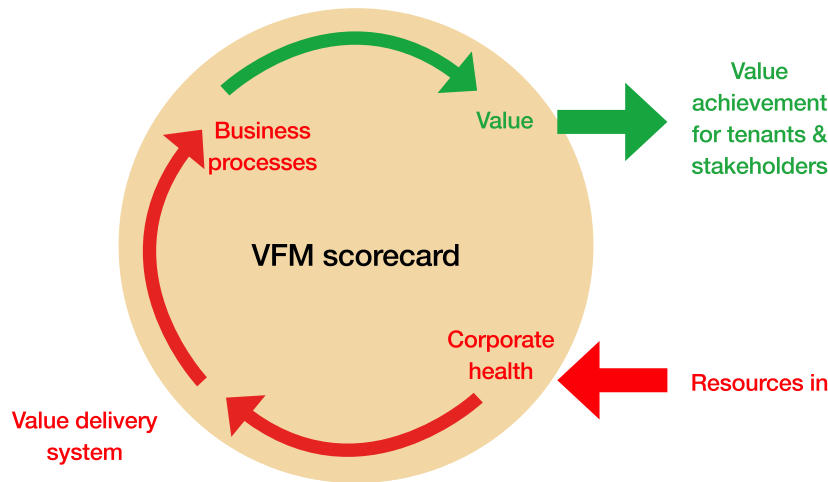 Value
achievement
for tenants &
stakeholders
Value
Business
processes
VFM scorecard
Corporate
health
Resources in
Value delivery
system